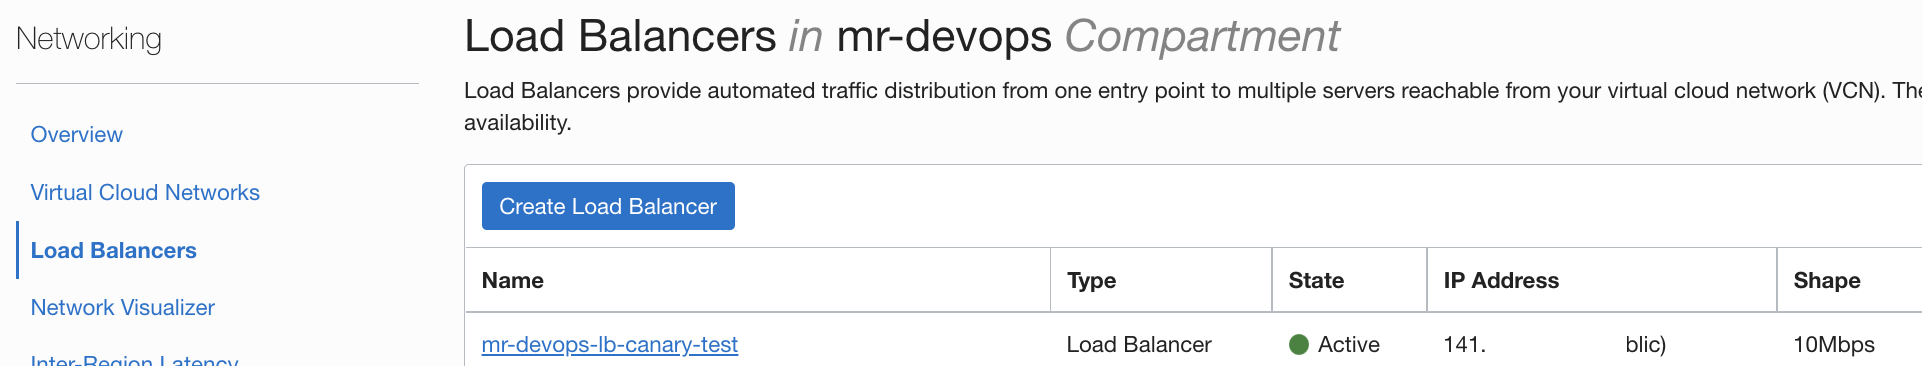 Networking
Overview
Virtual Cloud Networks
Load Balancers
Network Visualizer
Inter-Region Latency
Load Balancers in mr-devops Compartment
Load Balancers provide automated traffic distribution from one entry point to multiple servers reachable from your virtual cloud network (VCN). The
availability.
Create Load Balancer
Name Type State IP Address Shape
mr-devops-lb-canary-test Load Balancer Active 141. blic) 10Mbps